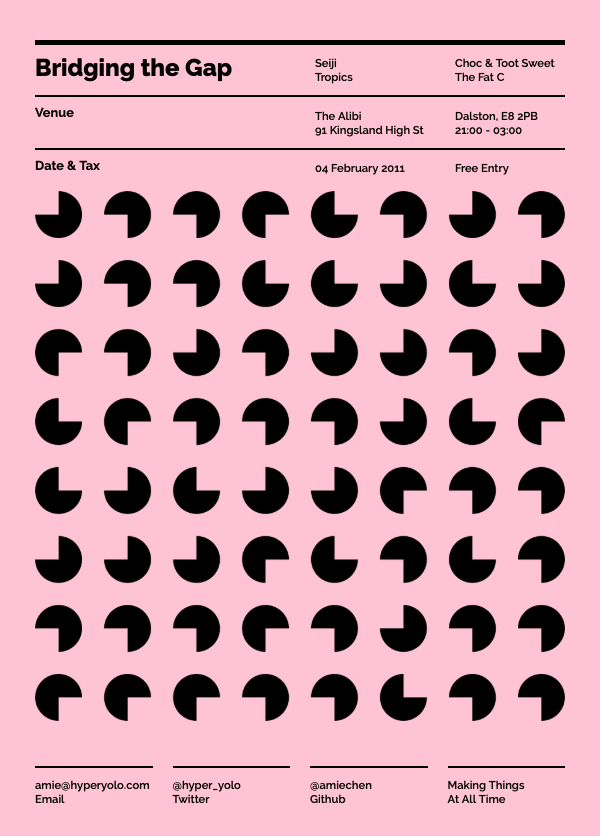 Bridging the Gap
Seiji
Tropics
Choc & Toot Sweet
The Fat C
Venue
The Alibi
91 Kingsland High St
Dalston, E8 2PB
21:00 - 03:00
Date & Tax
04 February 2011
Free Entry
amie@hyperyolo.com
Email
@hyper_yolo
Twitter
@amiechen
Github
Making Things
At All Time